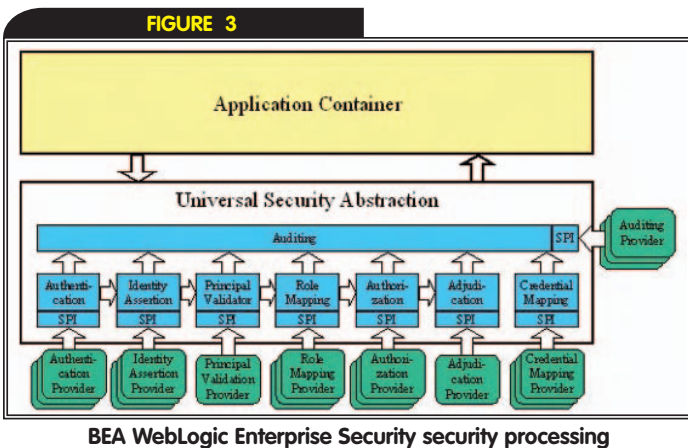 FIGURE 3
Application Container
Universal Security Abstraction
Auditing
SPI
Auditing
Provider
Authenti-
cation
SPI
Identity
Assertion
SPI
Principal
Validator
SPI
Role
Mapping
SPI
Authori-
zation
SPI
Adjudi-
cation
SPI
Credential
Mapping
SPI
Authenti-
cation
Provider
Identity
Assertion
Provider
Principal
Validation
Provider
Role
Mapping
Provider
Authori-
zation
Provider
Adjudi-
cation
Provider
Credential
Mapping
Provider
BEA WebLogic Enterprise Security security processing